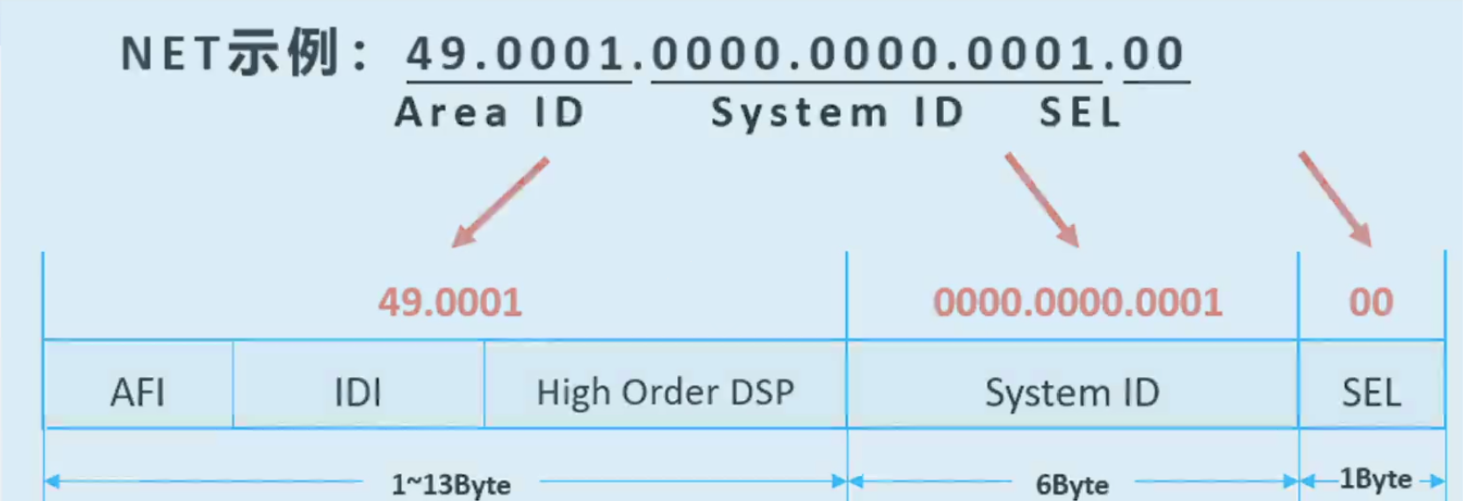 NET示例：49.0001.0000.0000.0001.00
Area ID System ID SEL
49.0001 0000.0000.0001 00
AFI IDI High Order DSP System ID SEL
1~13Byte 6Byte 1Byte